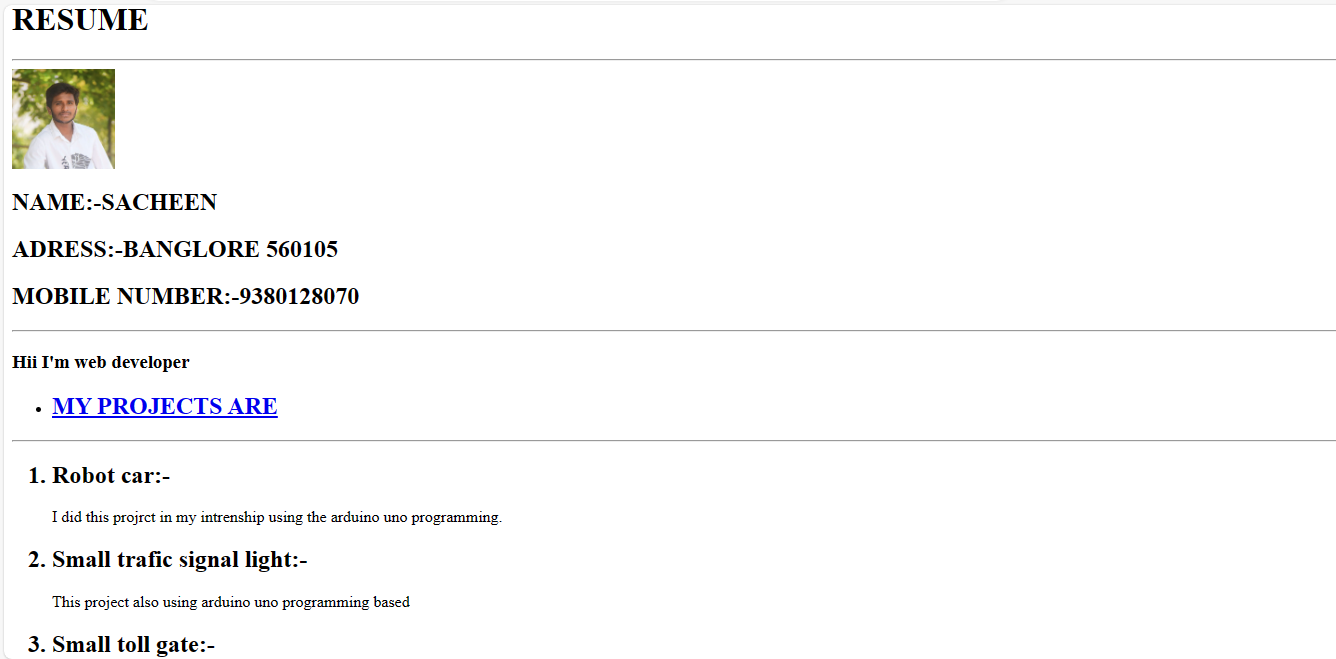 RESUME
NAME:-SACHEEN
ADRESS:-BANGLORE 560105
MOBILE NUMBER:-9380128070
Hii I'm web developer
• MY PROJECTS ARE
1. Robot car:-
I did this projrct in my intrenship using the arduino uno programming.
2. Small trafic signal light:-
This project also using arduino uno programming based
3. Small toll gate:-